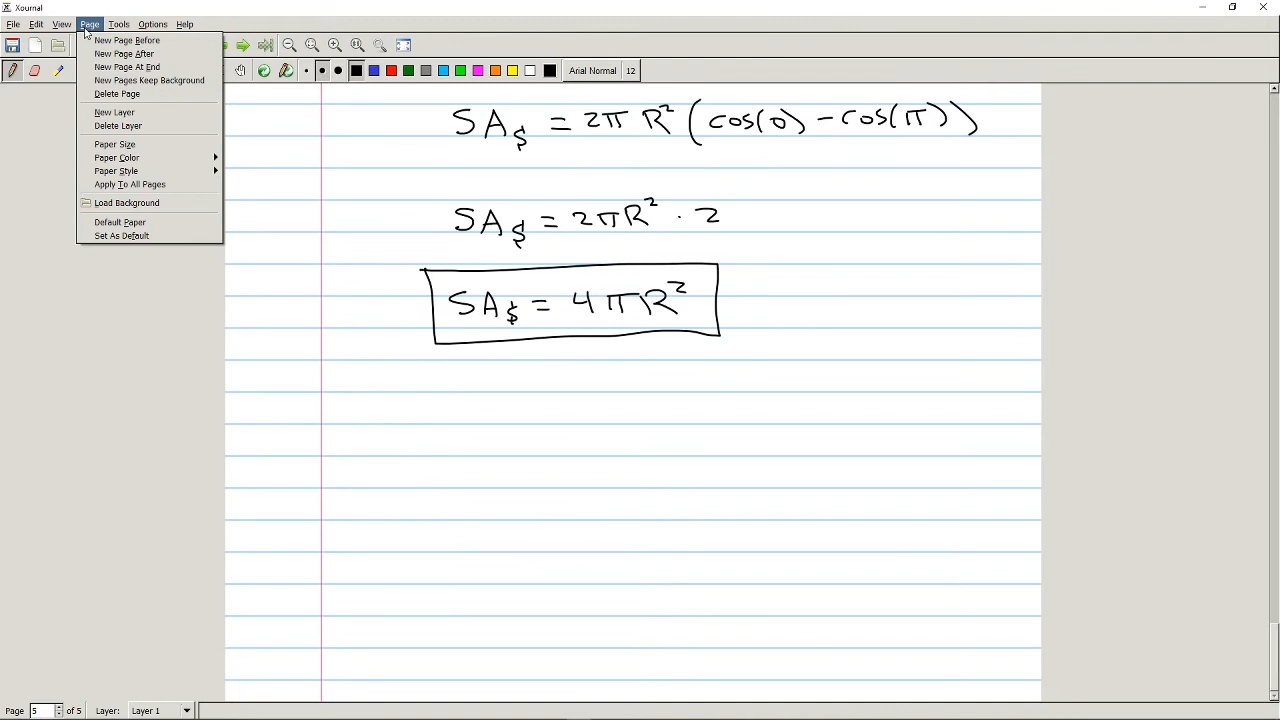 Xournal
File Edit View Page Tools Options Help
New Page Before
New Page After
New Page At End
New Pages Keep Background
Delete Page
New Layer
Delete Layer
Paper Size
Paper Color
Paper Style
Apply To All Pages
Load Background
Default Paper
Set As Default
Arial Normal 12
SA$ = 2π R² (cos(0) - cos(π))
SA$ = 2πR² · 2
SA$ = 4πR²
Page 5 of 5 Layer: Layer 1